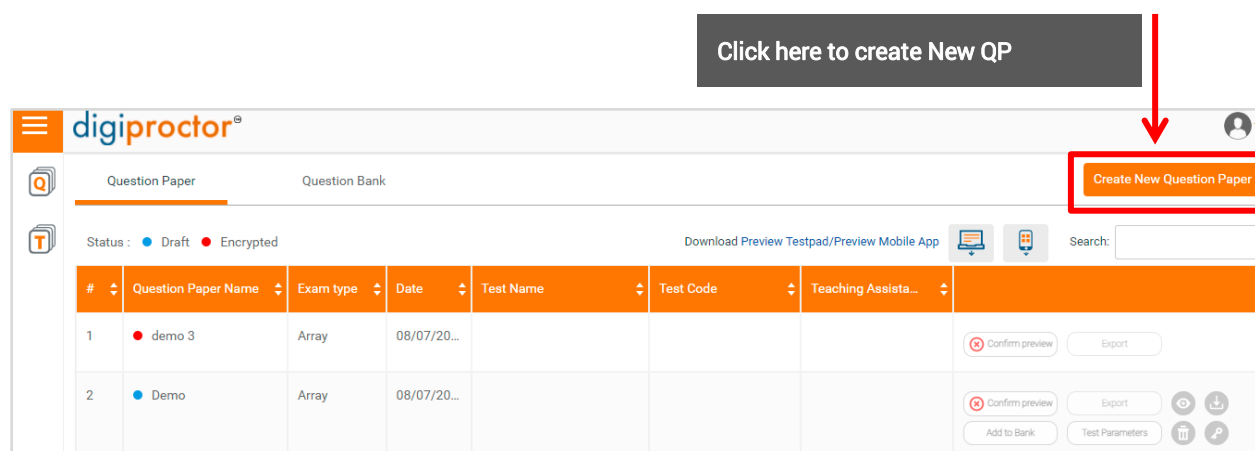 Click here to create New QP
digiproctor
Question Paper
Question Bank
Create New Question Paper
Q
T
Status : Draft Encrypted
Download Preview Testpad/Preview Mobile App
Search:
# Question Paper Name Exam type Date Test Name Test Code Teaching Assista...
1 demo 3 Array 08/07/20... Confirm preview Export
2 Demo Array 08/07/20... Confirm preview Export
Add to Bank Test Parameters